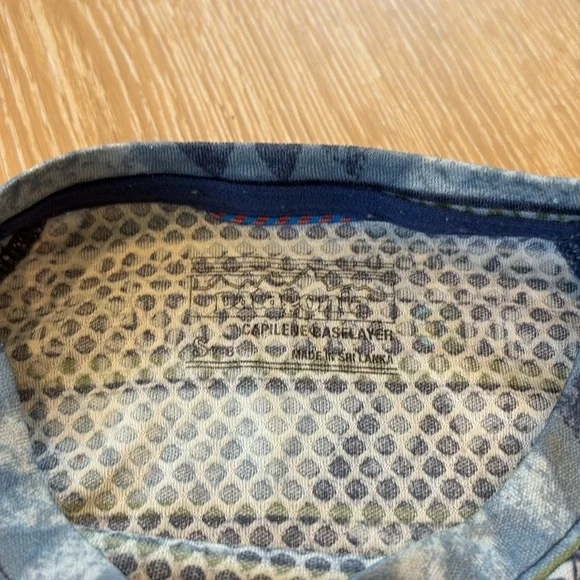 patagonia
CAPILENE BASELAYER
S
MADE IN SRI LANKA